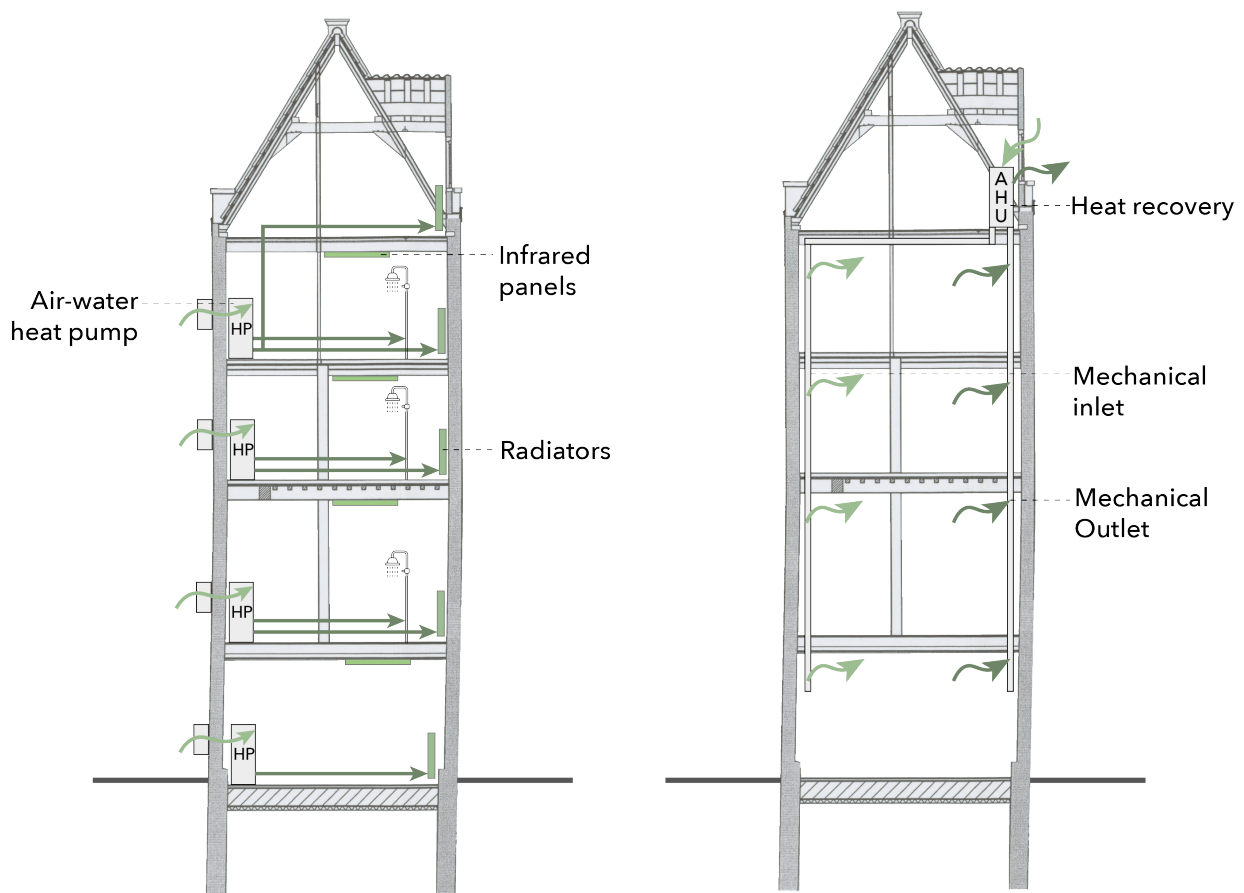 A
H
U
Heat recovery
Infrared
panels
Air-water
heat pump
HP
Mechanical
inlet
HP
Radiators
Mechanical
Outlet
HP
HP